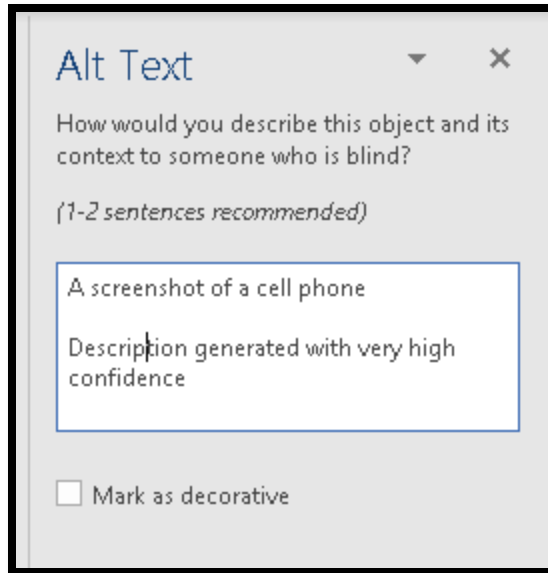 Alt Text
How would you describe this object and its
context to someone who is blind?
(1-2 sentences recommended)
A screenshot of a cell phone
Description generated with very high
confidence
Mark as decorative